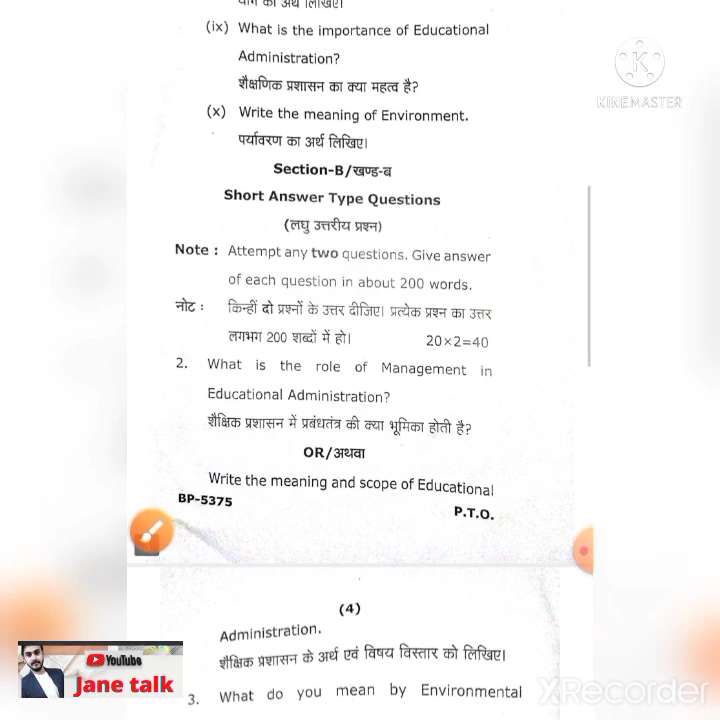 (ix) What is the importance of Educational
Administration?
शैक्षणिक प्रशासन का क्या महत्व है?
(x) Write the meaning of Environment.
पर्यावरण का अर्थ लिखिए।
Section-B/खण्ड-ब
Short Answer Type Questions
(लघु उत्तरीय प्रश्न)
Note : Attempt any two questions. Give answer
of each question in about 200 words.
नोट : किन्हीं दो प्रश्नों के उत्तर दीजिए। प्रत्येक प्रश्न का उत्तर
लगभग 200 शब्दों में हो। 20×2=40
2. What is the role of Management in
Educational Administration?
शैक्षिक प्रशासन में प्रबंधतंत्र की क्या भूमिका होती है?
OR/अथवा
Write the meaning and scope of Educational
BP-5375 P.T.O.
(4)
Administration.
शैक्षिक प्रशासन के अर्थ एवं विषय विस्तार को लिखिए।
3. What do you mean by Environmental
KINEMASTER
YouTube
Jane talk
XRecorder